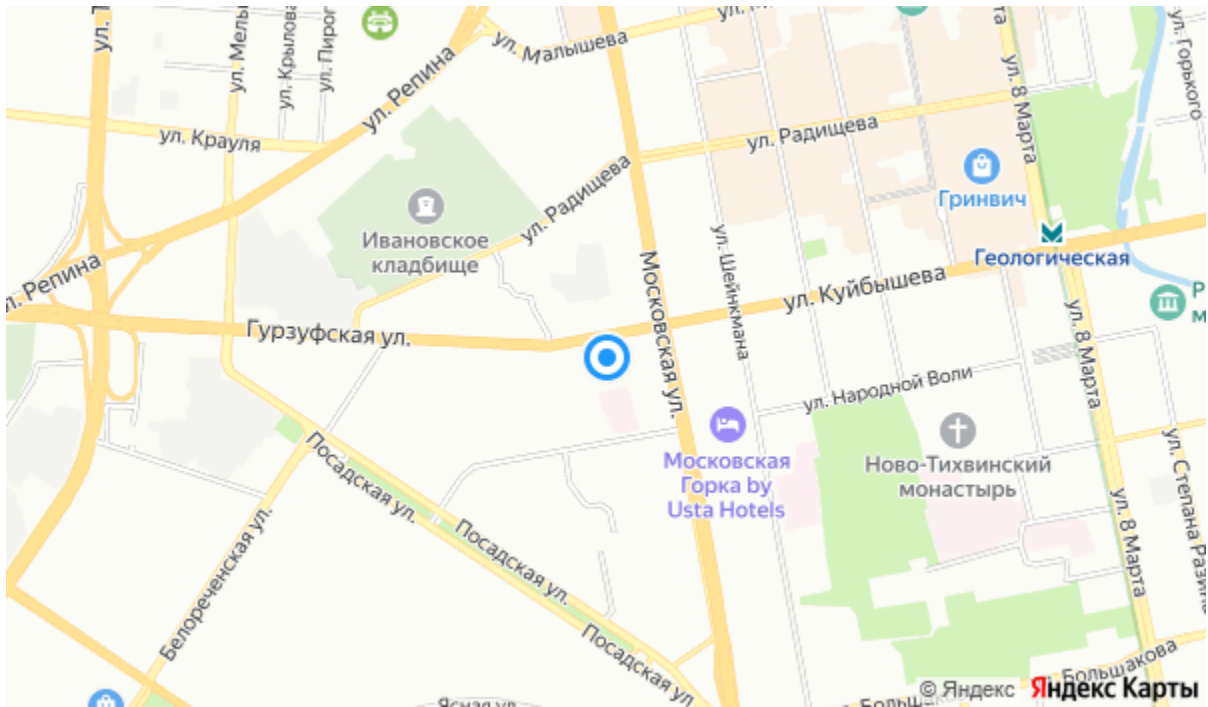 ул. Мель
ул. Крылова
ул. Пирог
ул. Малышева
ул. Репина
ул. Крауля
ул. Радищева
ул. 8 Марта
ул. Горького
Гринвич
Ивановское
кладбище
ул. Радищева
Геологическая
ул. Репина
Московская ул.
ул. Шейнкмана
ул. Куйбышева
Гурзуфская ул.
ул. 8 Марта
ул. Народной Воли
Московская
Горка by
Usta Hotels
Ново-Тихвинский
монастырь
Посадская ул.
Посадская ул.
Посадская ул.
Белореченская ул.
ул. 8 Марта
ул. Степана Разина
Большакова
Большакова
Ясная ул.
© Яндекс Яндекс Карты